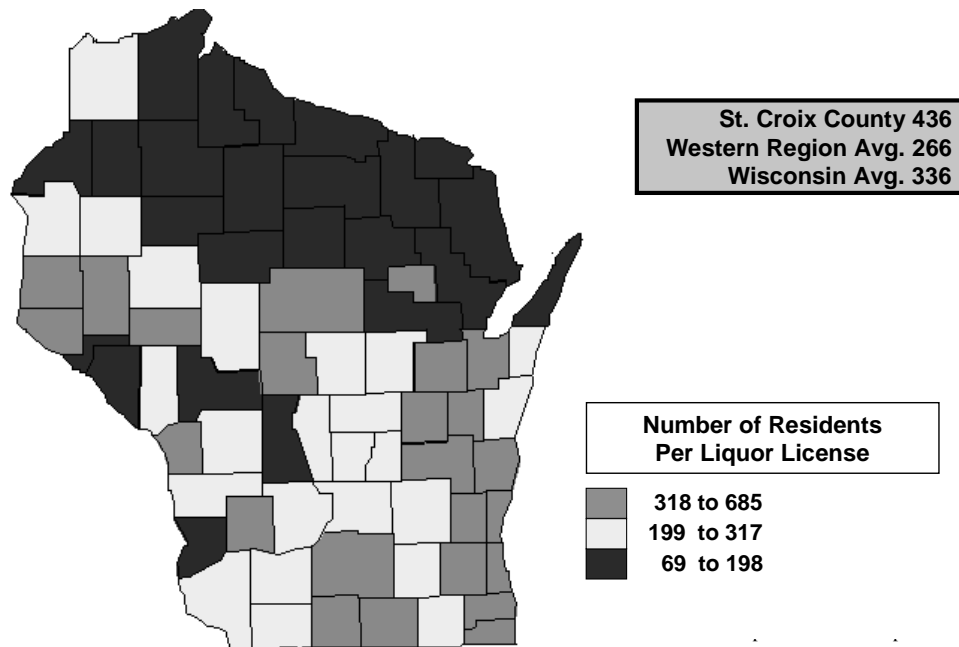 St. Croix County 436
Western Region Avg. 266
Wisconsin Avg. 336
Number of Residents
Per Liquor License
318 to 685
199 to 317
69 to 198